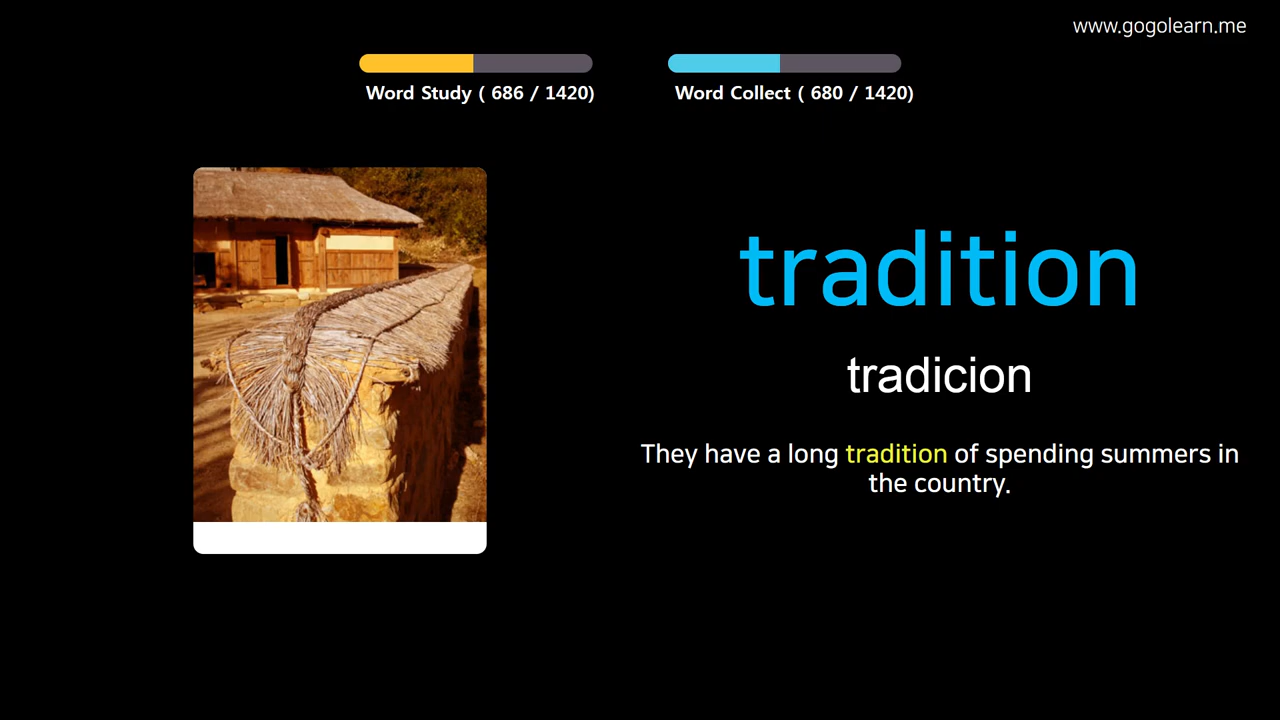 www.gogolearn.me
Word Study ( 686 / 1420)
Word Collect ( 680 / 1420)
tradition
tradicion
They have a long tradition of spending summers in
the country.